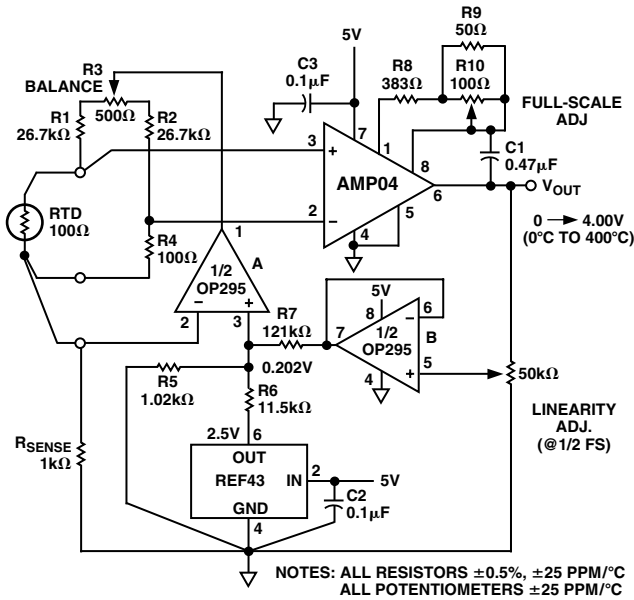 R9
50Ω
5V
R3
BALANCE
C3
0.1µF
R8
383Ω
R10
100Ω
FULL-SCALE
ADJ
R1
26.7kΩ
500Ω
R2
26.7kΩ
7
1
3
+
8
C1
0.47µF
AMP04
6
VOUT
RTD
100Ω
2
–
5
4
0 → 4.00V
(0°C TO 400°C)
R4
100Ω
1
A
1/2
OP295
–
+
2
3
R7
121kΩ
5V
6
–
8
7
1/2
OP295
B
5
+
4
50kΩ
0.202V
R5
1.02kΩ
R6
11.5kΩ
LINEARITY
ADJ.
(@1/2 FS)
RSENSE
1kΩ
2.5V
6
OUT
REF43
IN
2
5V
GND
C2
0.1µF
4
NOTES: ALL RESISTORS ±0.5%, ±25 PPM/°C
ALL POTENTIOMETERS ±25 PPM/°C